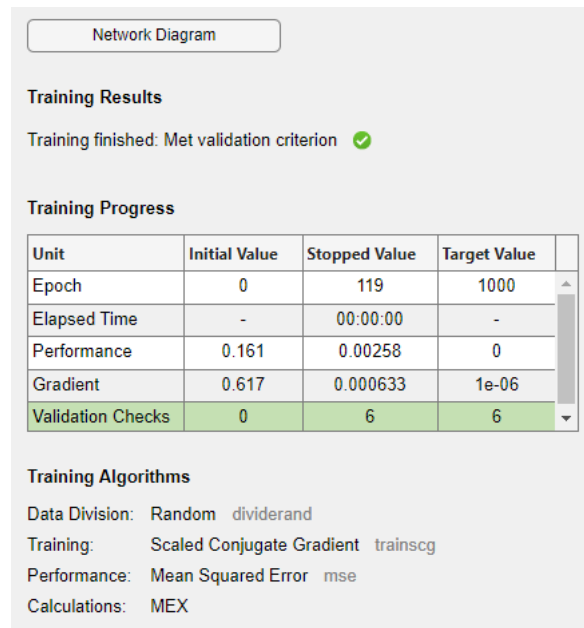 Network Diagram
Training Results
Training finished: Met validation criterion
Training Progress
Unit Initial Value Stopped Value Target Value
Epoch 0 119 1000
Elapsed Time - 00:00:00 -
Performance 0.161 0.00258 0
Gradient 0.617 0.000633 1e-06
Validation Checks 0 6 6
Training Algorithms
Data Division: Random dividerand
Training: Scaled Conjugate Gradient trainscg
Performance: Mean Squared Error mse
Calculations: MEX